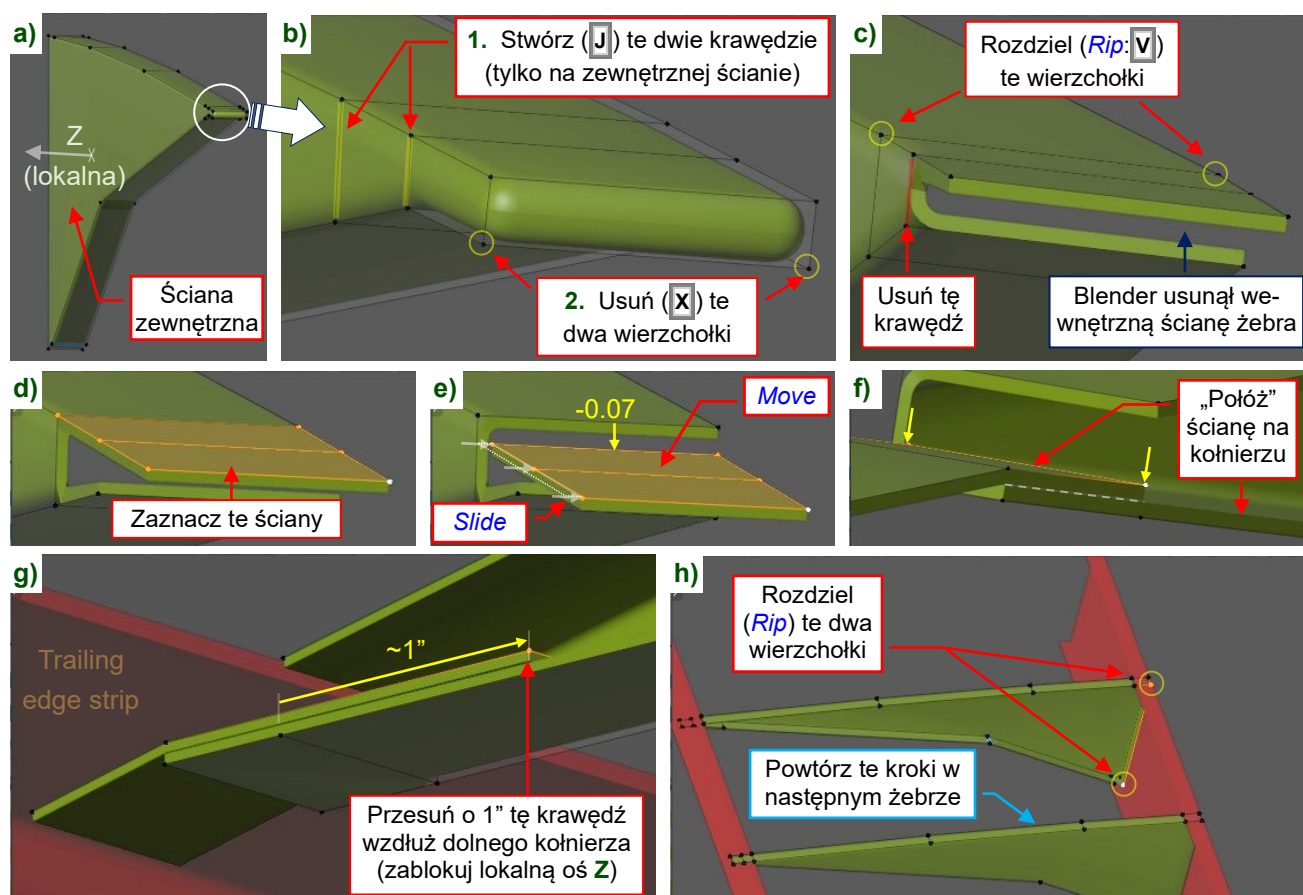 a)
Z
(lokalna)
Ściana
zewnętrzna
b)
1. Stwórz (J) te dwie krawędzie
(tylko na zewnętrznej ścianie)
2. Usuń (X) te
dwa wierzchołki
c)
Rozdziel (Rip:V)
te wierzchołki
Usuń tę
krawędź
Blender usunął we-
wnętrzną ścianę żebra
d)
Zaznacz te ściany
e)
-0.07
Move
Slide
f)
„Połóż”
ścianę na
kołnierzu
g)
Trailing
edge strip
~1”
Przesuń o 1” tę krawędź
wzdłuż dolnego kołnierza
(zablokuj lokalną oś Z)
h)
Rozdziel
(Rip) te dwa
wierzchołki
Powtórz te kroki w
następnym żebrze